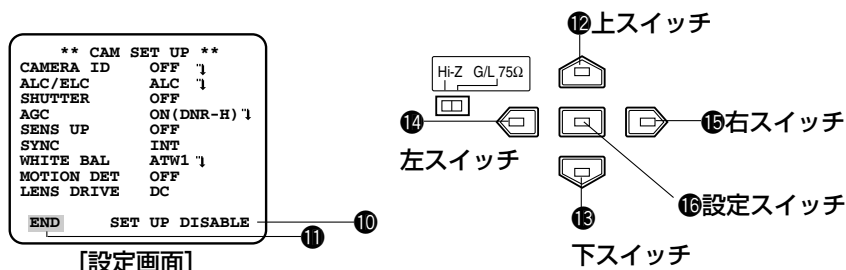 ** CAM SET UP **
CAMERA ID OFF ↴
ALC/ELC ALC ↴
SHUTTER OFF
AGC ON(DNR-H) ↴
SENS UP OFF
SYNC INT
WHITE BAL ATW1 ↴
MOTION DET OFF
LENS DRIVE DC
END SET UP DISABLE
⑩
⑪
[設定画面]
⑫上スイッチ
Hi-Z G/L 75Ω
⑭
左スイッチ
⑮右スイッチ
⑯設定スイッチ
⑬
下スイッチ